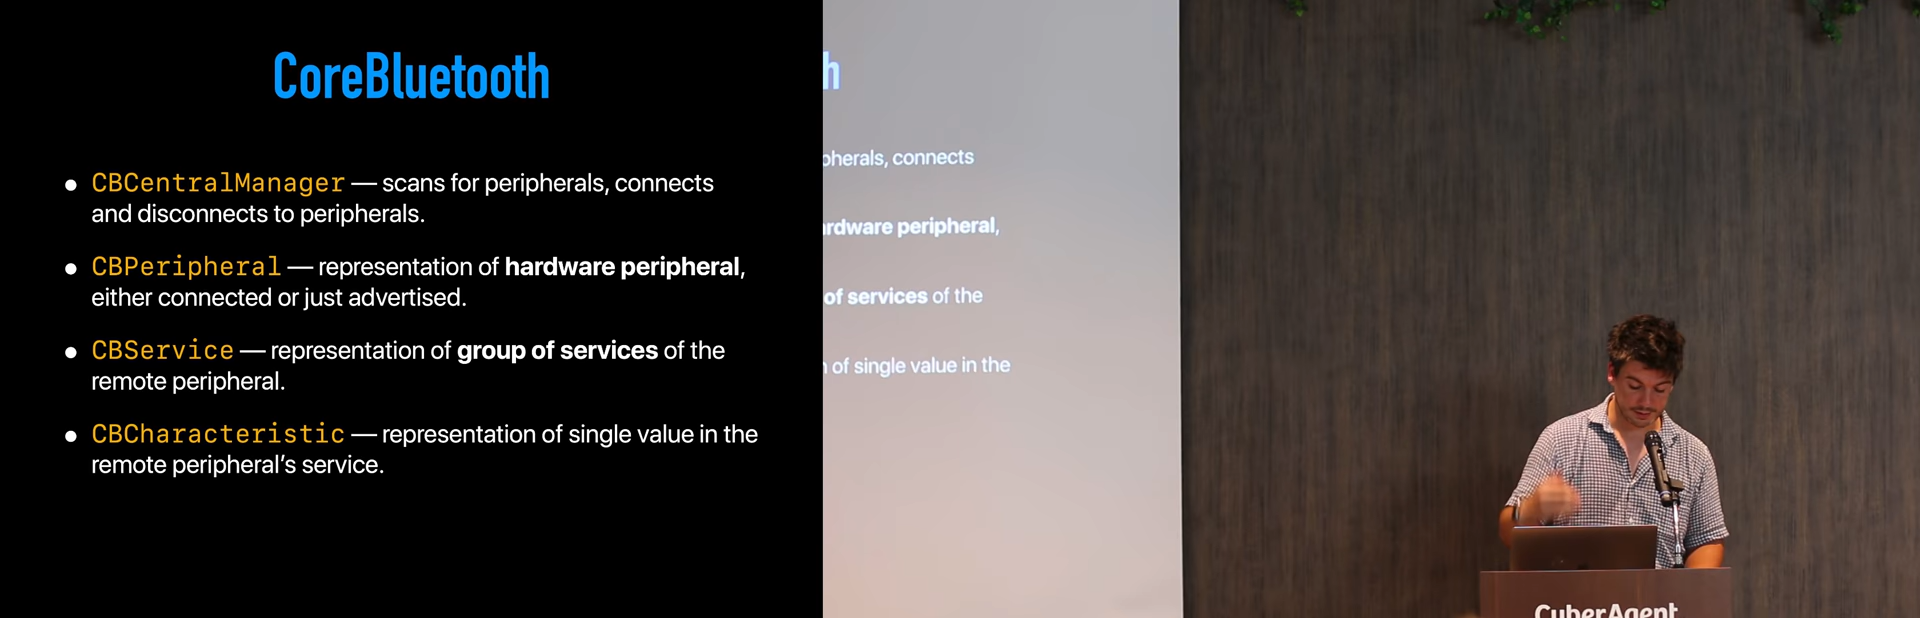 CoreBluetooth
● CBCentralManager — scans for peripherals, connects
and disconnects to peripherals.
● CBPeripheral — representation of hardware peripheral,
either connected or just advertised.
● CBService — representation of group of services of the
remote peripheral.
● CBCharacteristic — representation of single value in the
remote peripheral’s service.
h
pherals, connects
rdware peripheral,
of services of the
of single value in the
CyberAgent